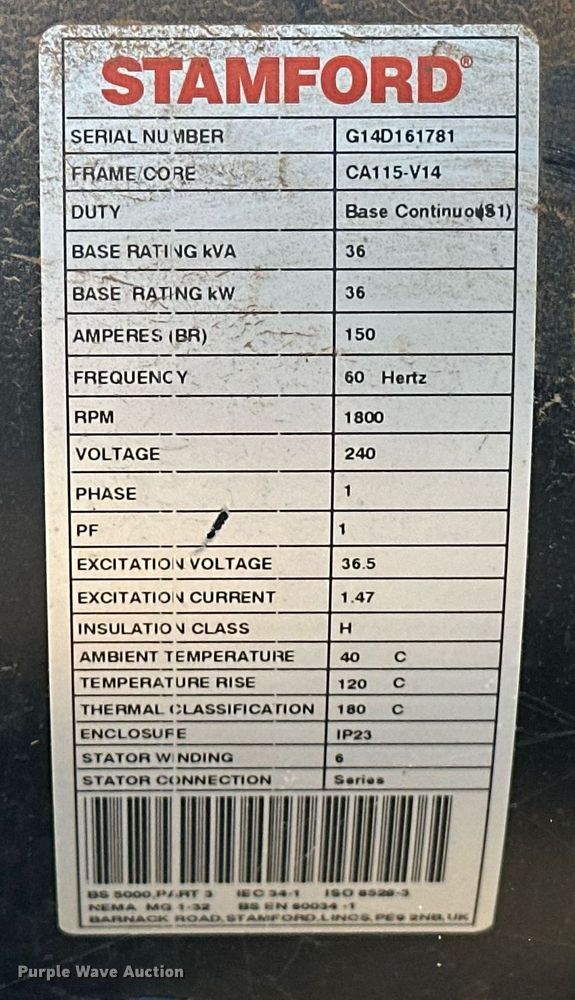 STAMFORD®
SERIAL NUMBER G14D161781
FRAME/CORE CA115-V14
DUTY Base Continuous(S1)
BASE RATING kVA 36
BASE RATING kW 36
AMPERES (BR) 150
FREQUENCY 60 Hertz
RPM 1800
VOLTAGE 240
PHASE 1
PF 1
EXCITATION VOLTAGE 36.5
EXCITATION CURRENT 1.47
INSULATION CLASS H
AMBIENT TEMPERATURE 40 C
TEMPERATURE RISE 120 C
THERMAL CLASSIFICATION 180 C
ENCLOSURE IP23
STATOR WINDING 6
STATOR CONNECTION Series
BS 5000,PART 3 IEC 34-1 ISO 8528-3
NEMA MG 1-32 BS EN 60034 -1
BARNACK ROAD,STAMFORD,LINCS,PE9 2NB,UK
Purple Wave Auction